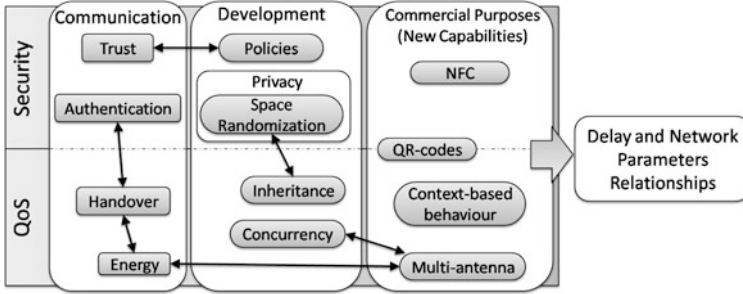 Communication
Development
Commercial Purposes
(New Capabilities)
Security
Trust
Policies
NFC
Privacy
Authentication
Space
Randomization
QR-codes
Delay and Network
Parameters
Relationships
QoS
Handover
Inheritance
Context-based
behaviour
Concurrency
Energy
Multi-antenna